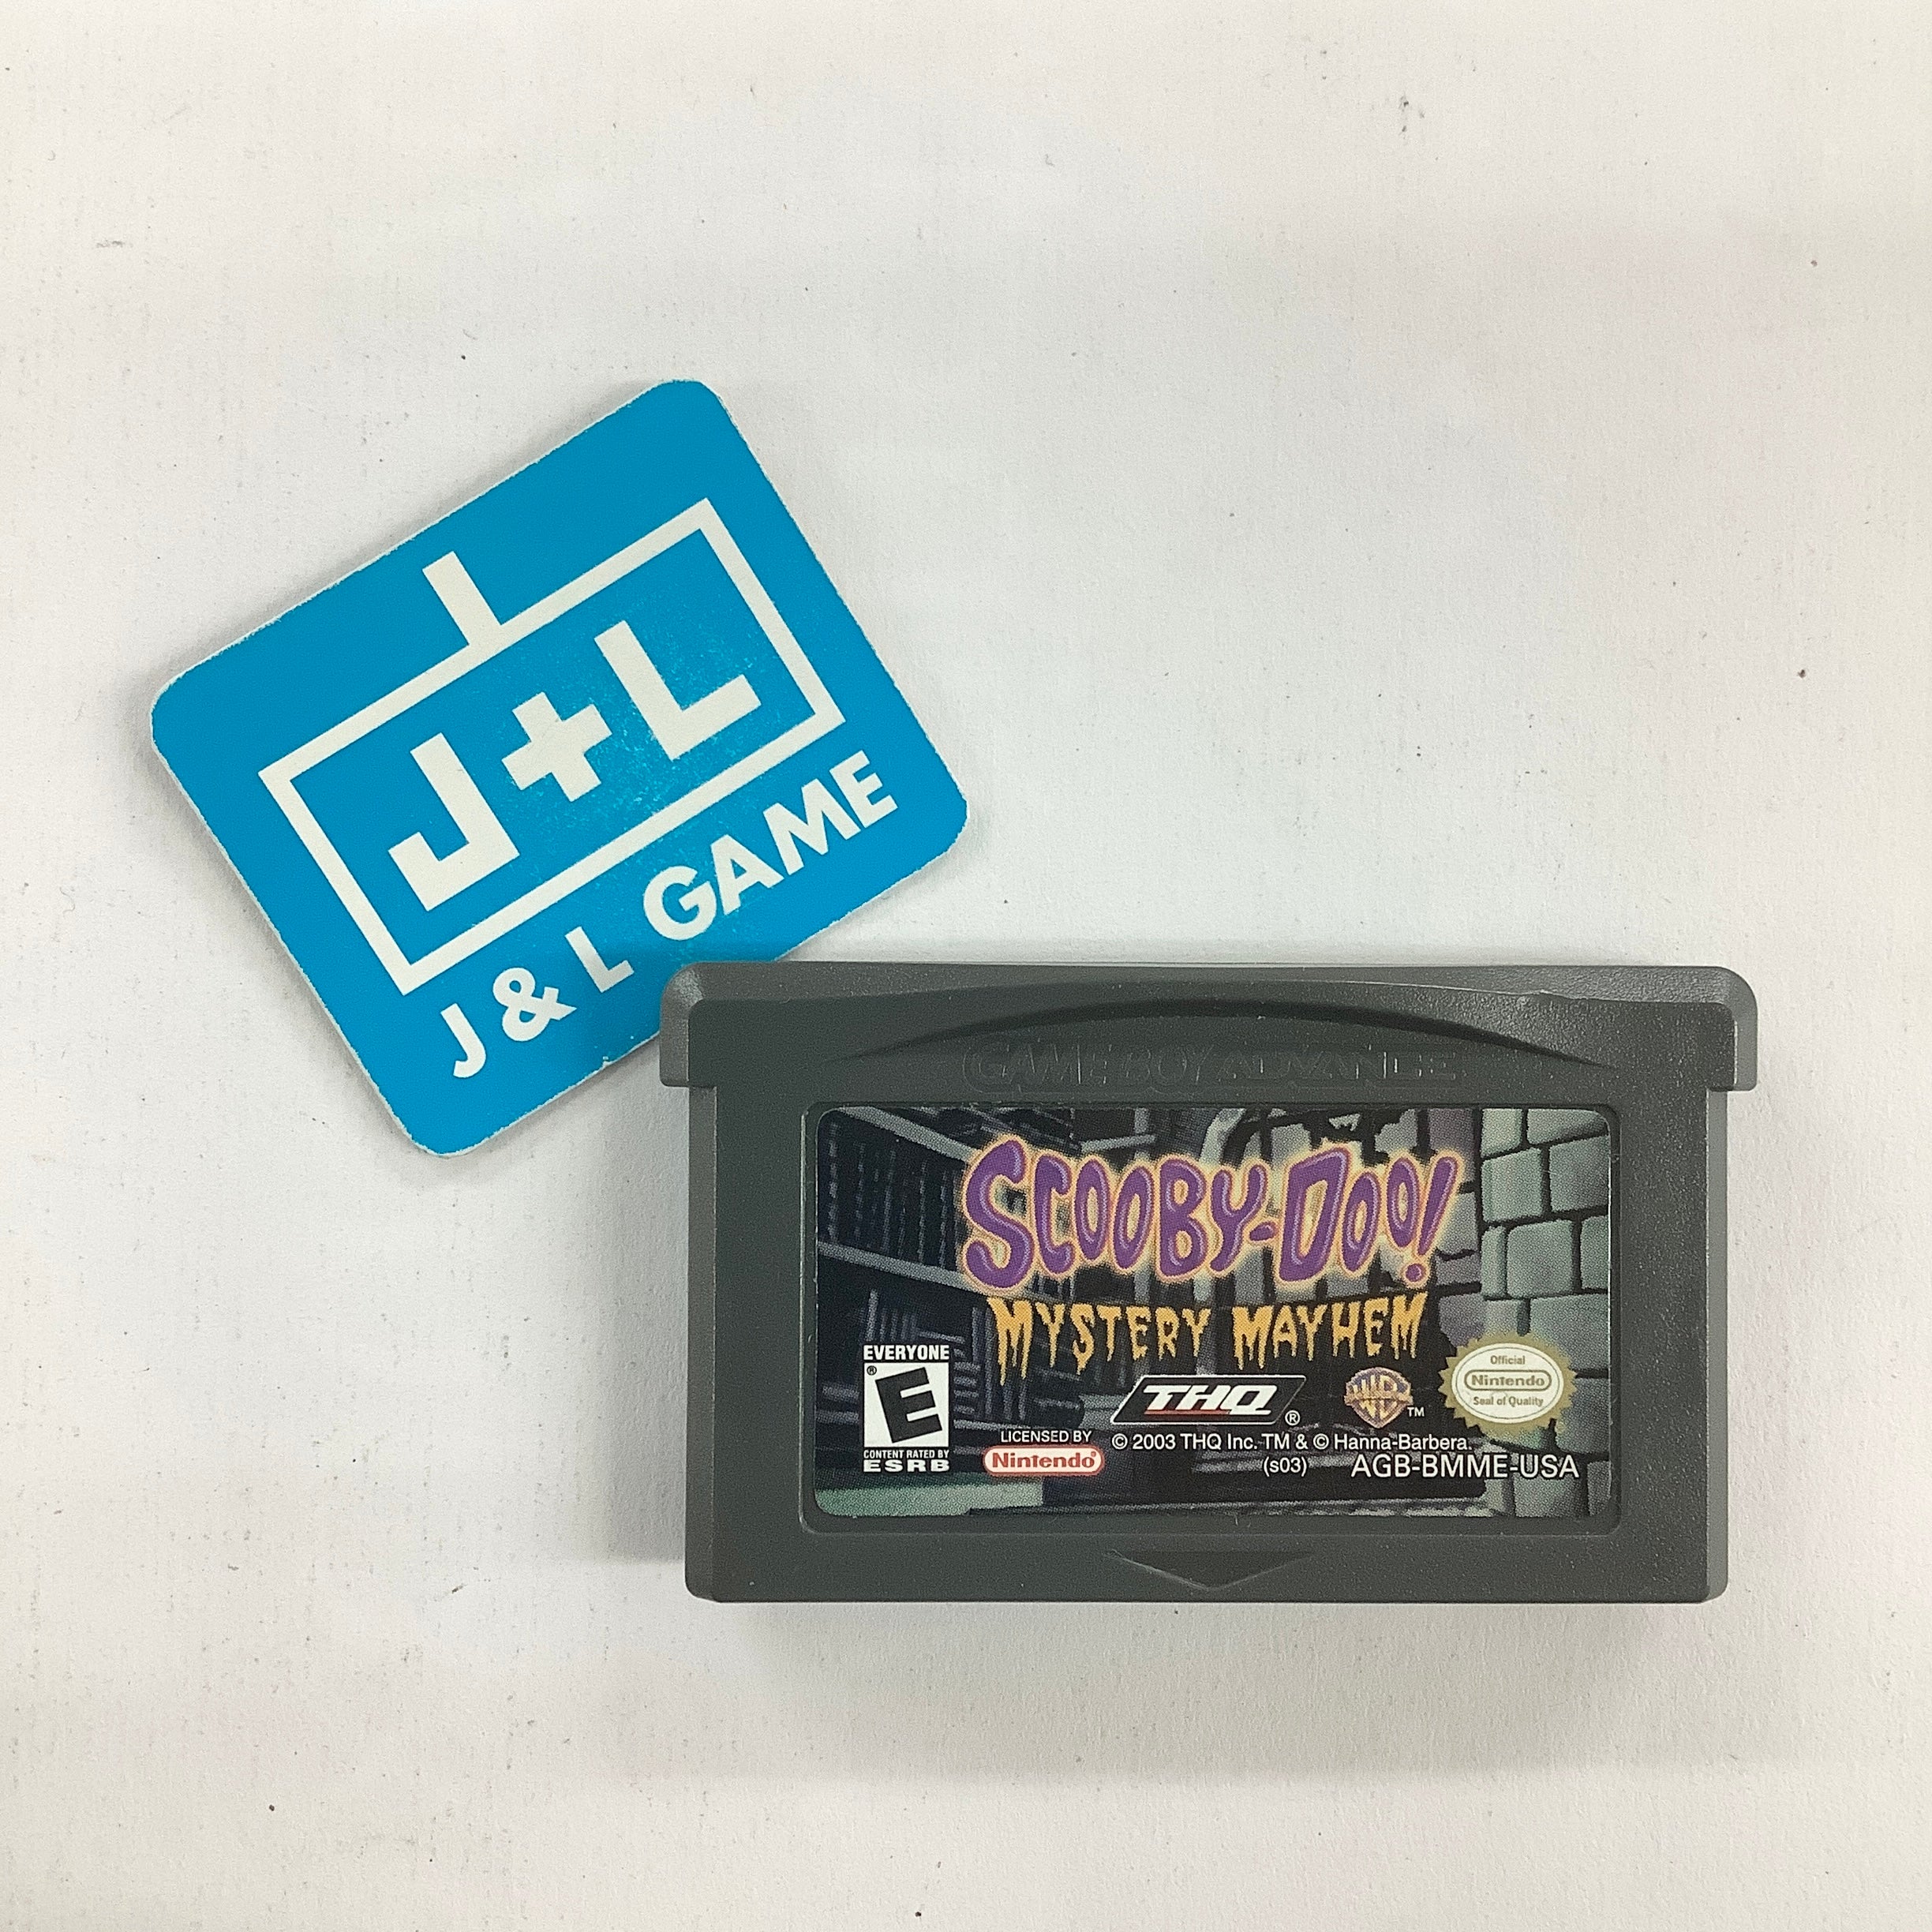 J+L
J & L GAME
GAME BOY ADVANCE
SCOOBY-DOO!
MYSTERY MAYHEM
EVERYONE
E®
CONTENT RATED BY
ESRB
LICENSED BY
Nintendo®
THQ®
WB™
Official
Nintendo
Seal of Quality
© 2003 THQ Inc. TM & © Hanna-Barbera.
(s03)
AGB-BMME-USA